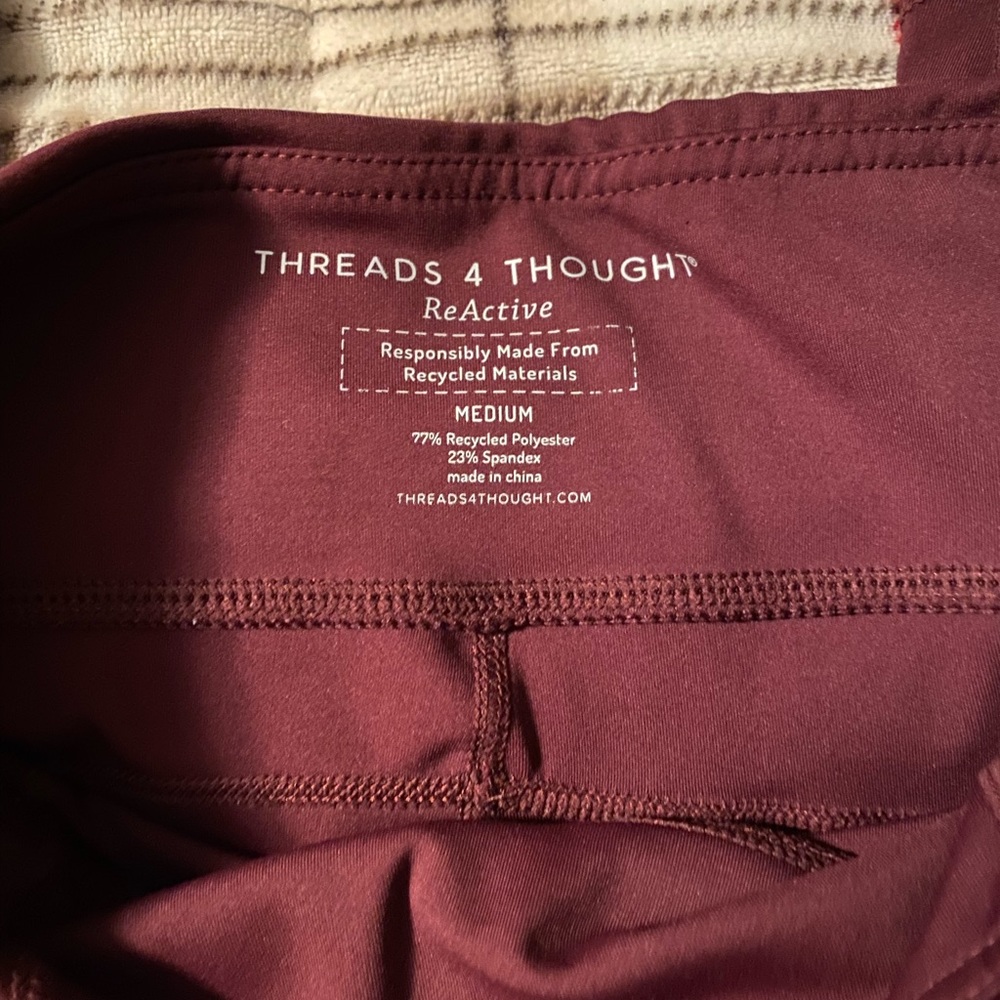 THREADS 4 THOUGHT®
ReActive
Responsibly Made From
Recycled Materials
MEDIUM
77% Recycled Polyester
23% Spandex
made in china
THREADS4THOUGHT.COM